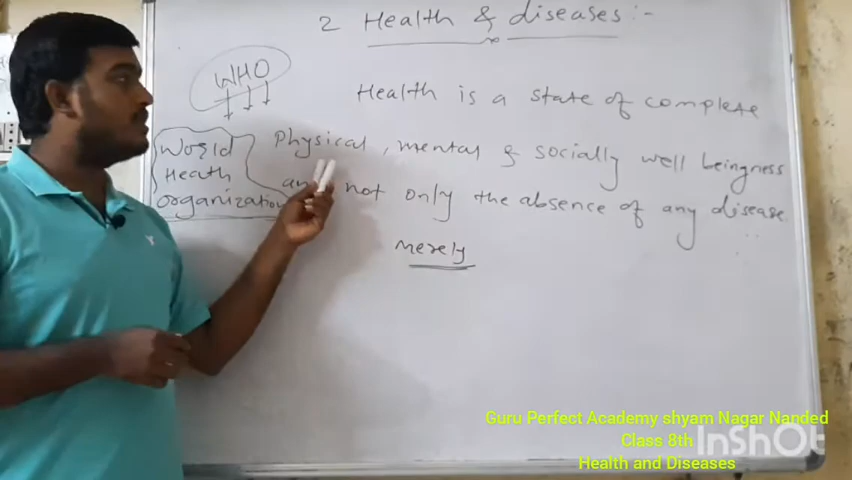 2 Health & diseases :-
WHO
Health is a state of complete
Physical, mental & socially well beingness
not only the absence of any disease
merely
World
Heath
organization
Guru Perfect Academy shyam Nagar Nanded
Class 8th
InShOt
Health and Diseases